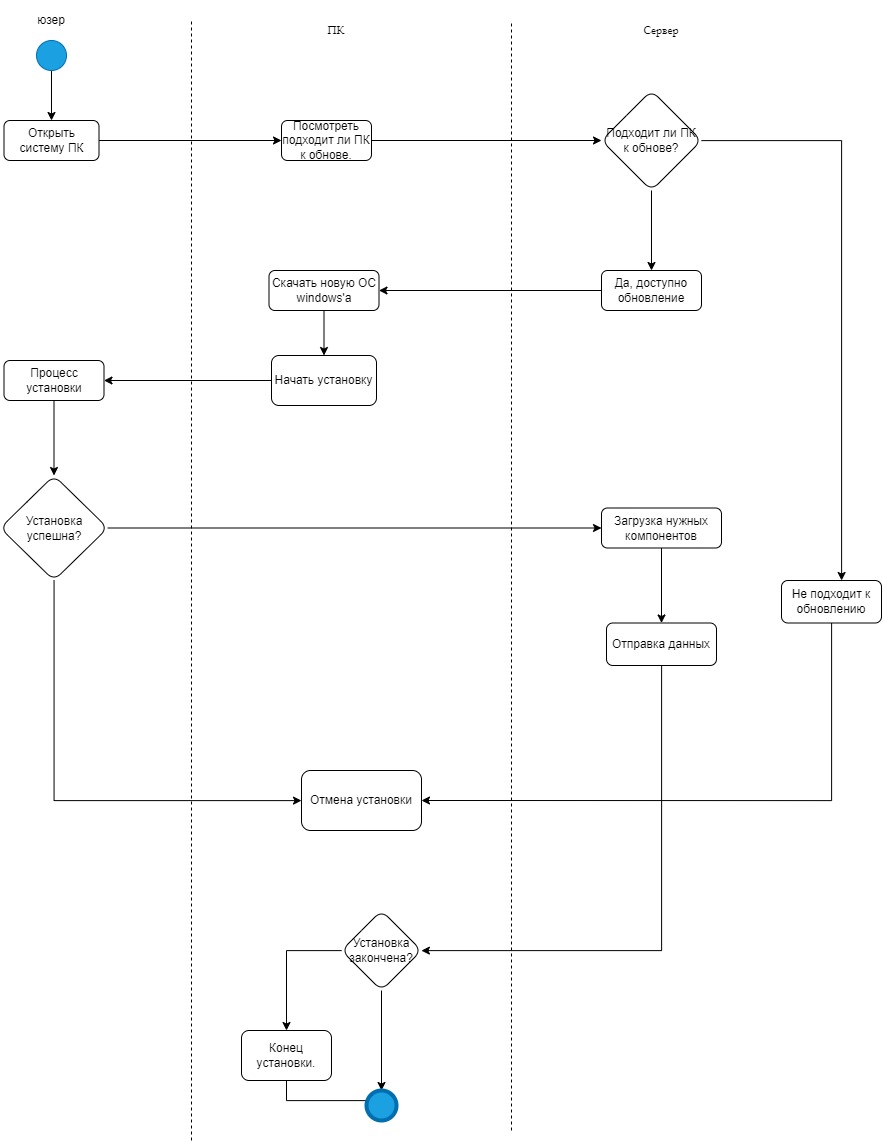 юзер
ПК
Сервер
Открыть
систему ПК
Посмотреть
подходит ли ПК
к обнове.
Подходит ли ПК
к обнове?
Скачать новую ОС
windows'а
Да, доступно
обновление
Процесс
установки
Начать установку
Установка
успешна?
Загрузка нужных
компонентов
Не подходит к
обновлению
Отправка данных
Отмена установки
Установка
закончена?
Конец
установки.